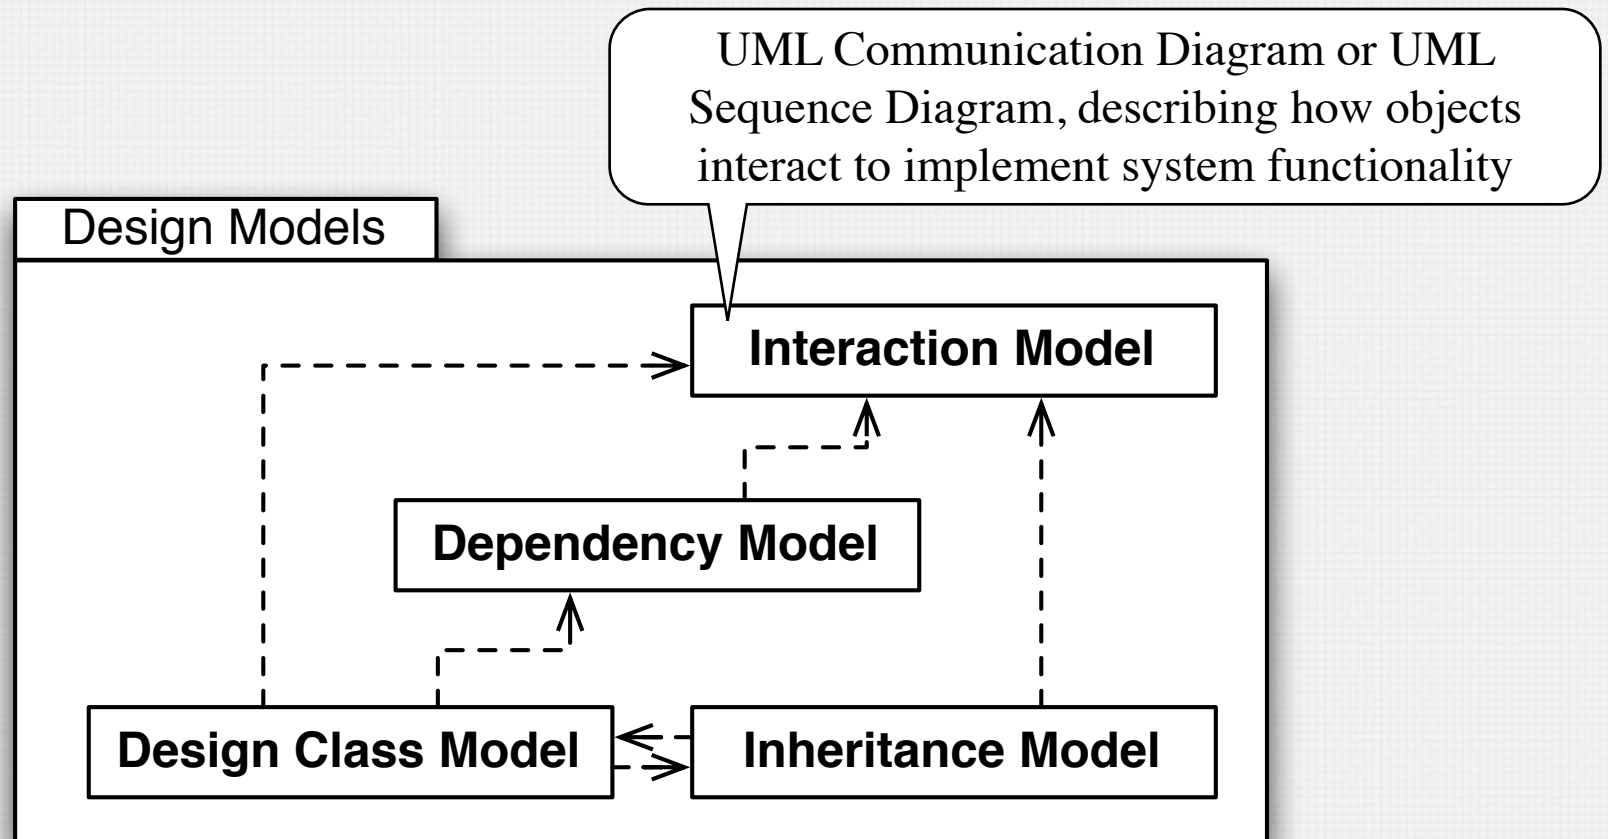 UML Communication Diagram or UML
Sequence Diagram, describing how objects
interact to implement system functionality
Design Models
Interaction Model
Dependency Model
Design Class Model
Inheritance Model